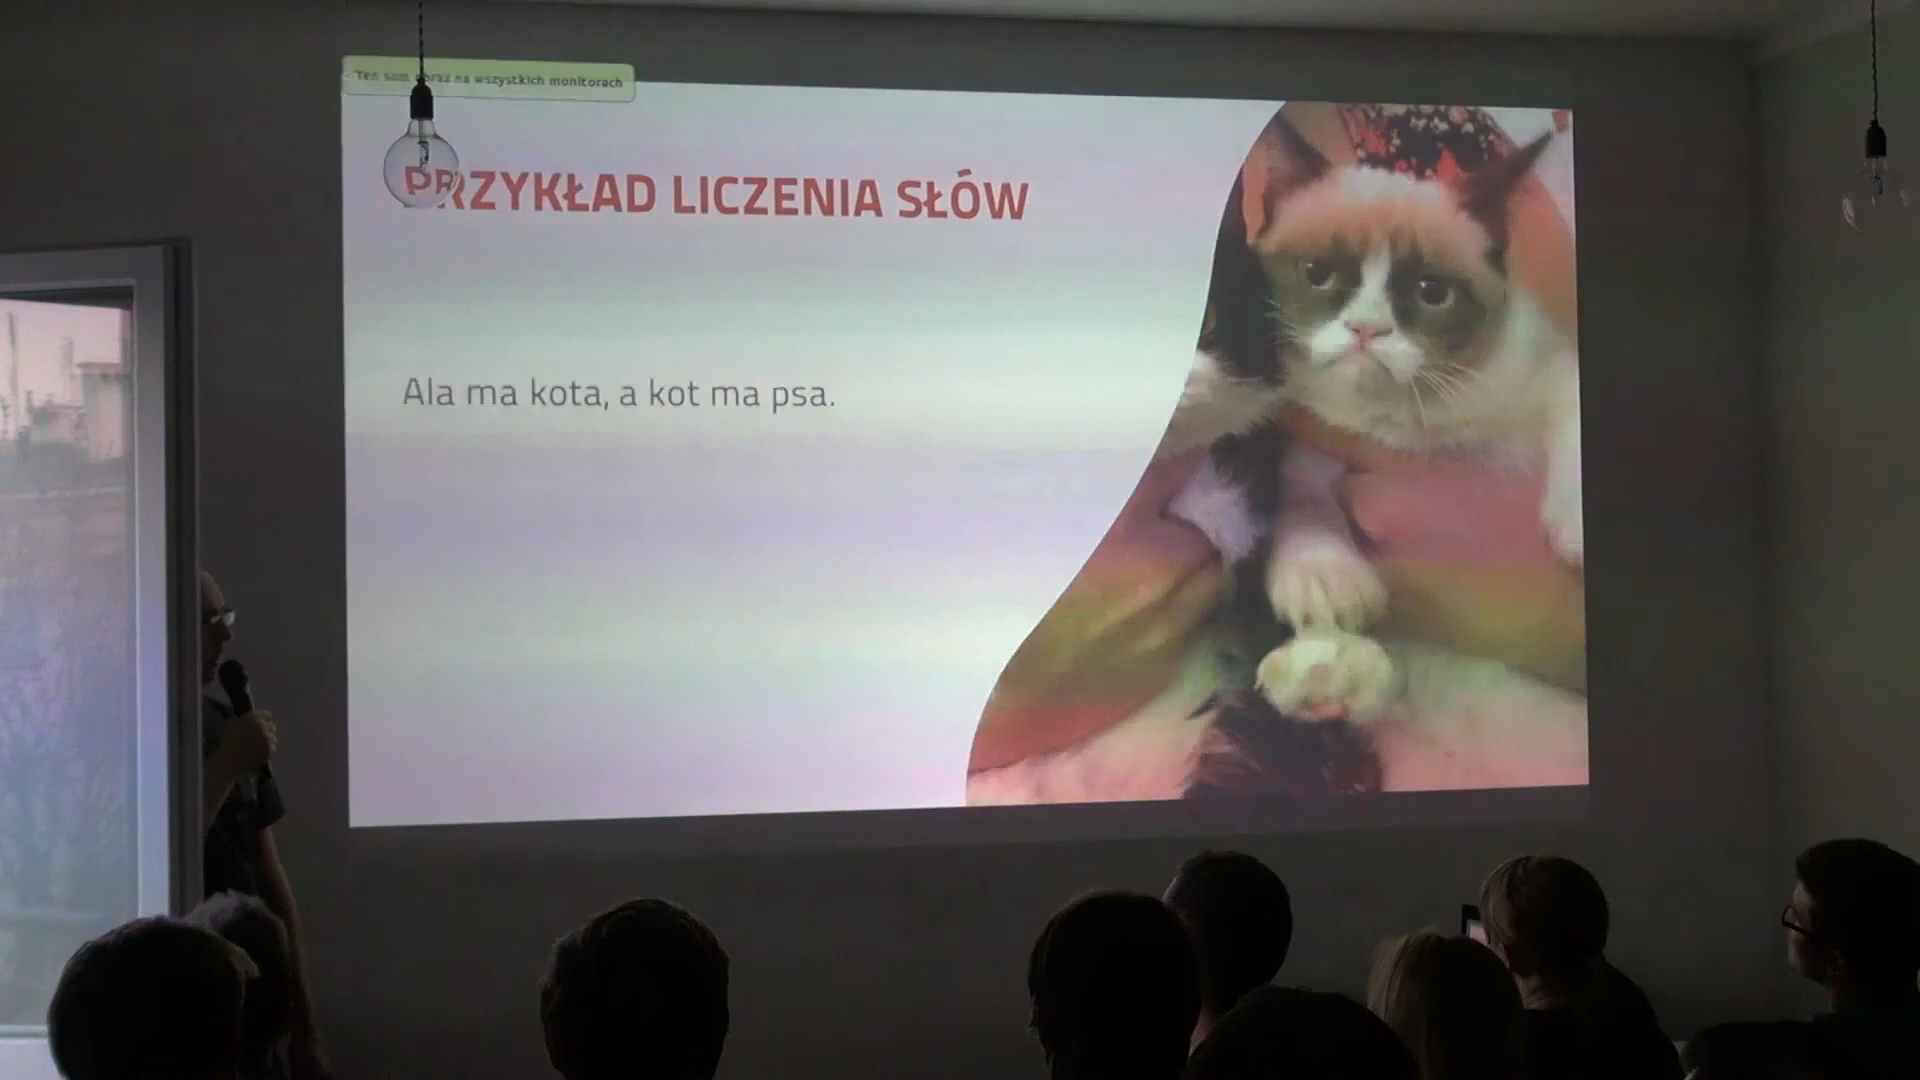 Ten sam obraz na wszystkich monitorach
PRZYKŁAD LICZENIA SŁÓW
Ala ma kota, a kot ma psa.